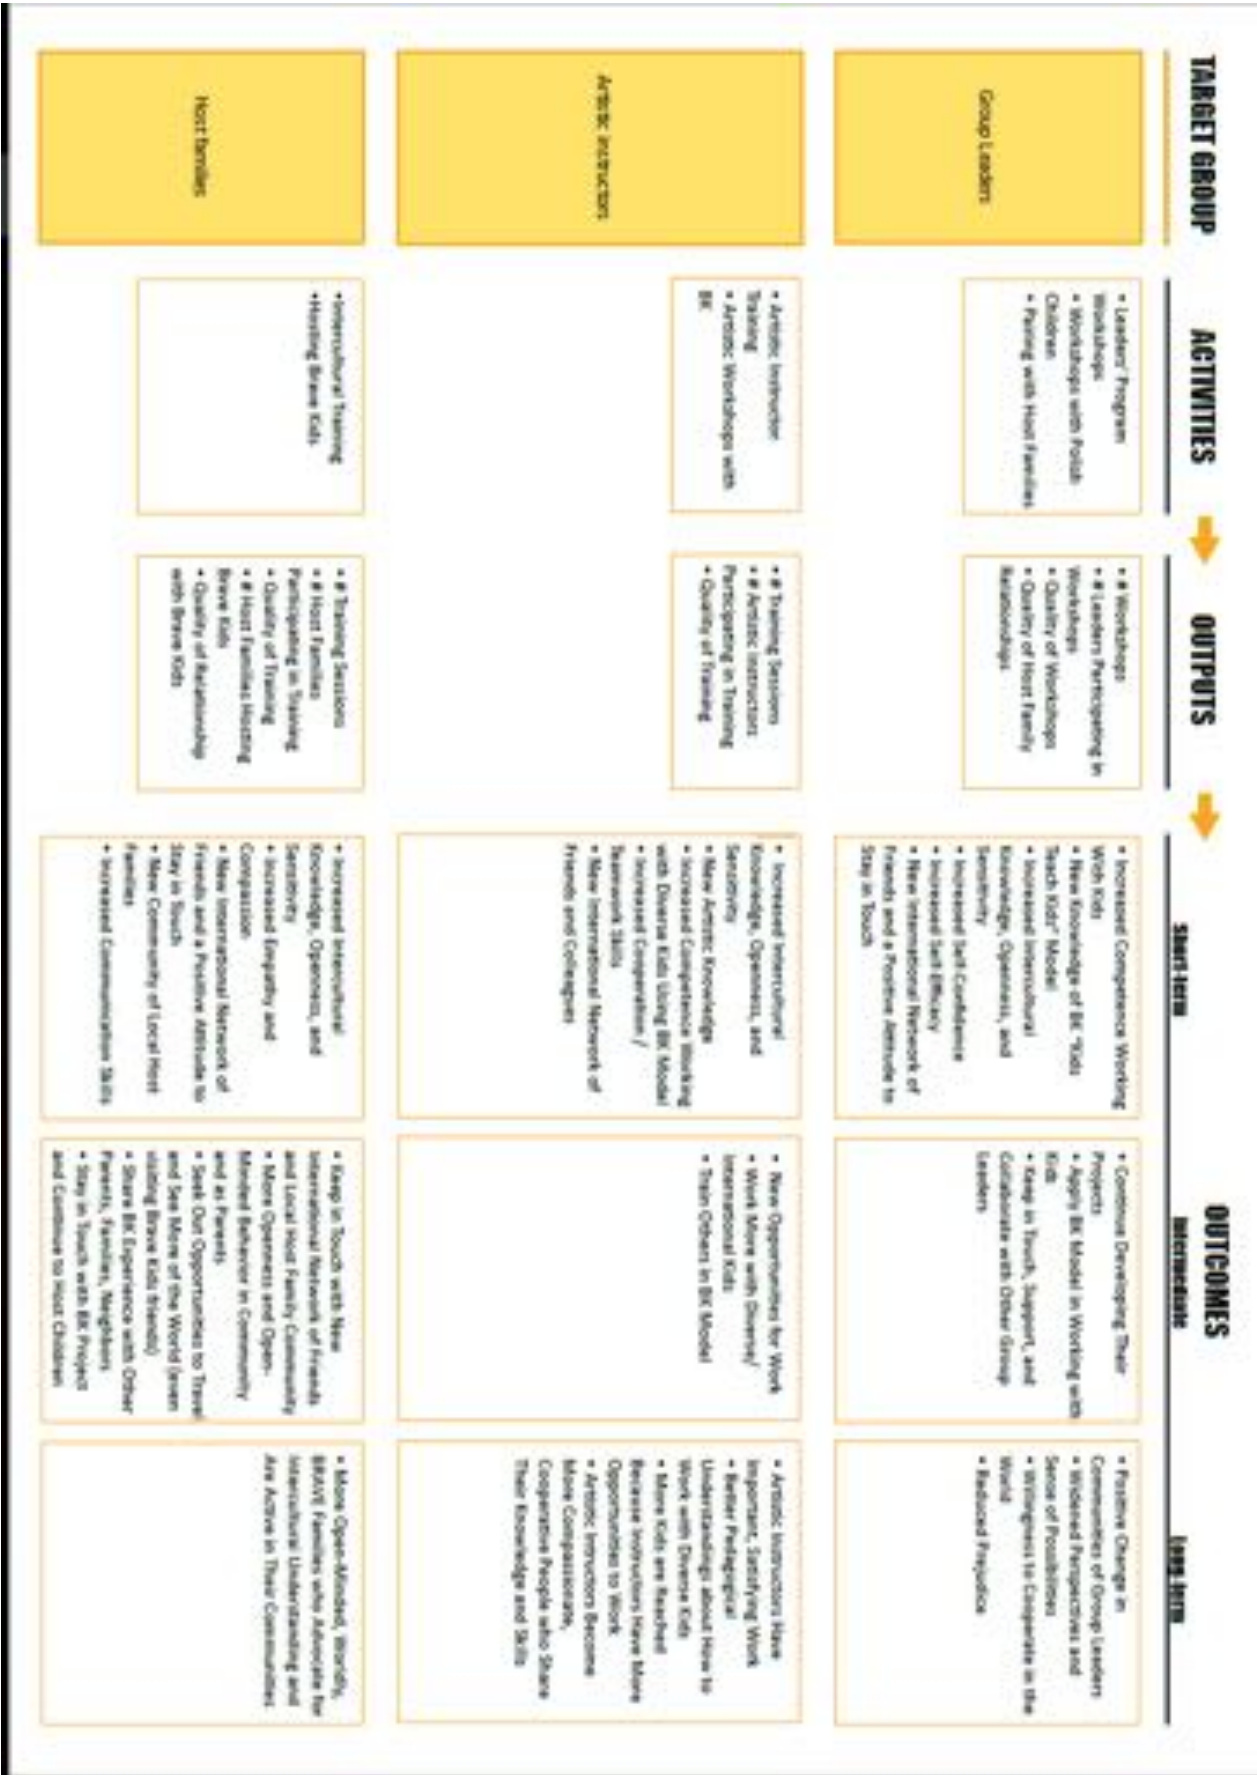 TARGET GROUP
ACTIVITIES
OUTPUTS
OUTCOMES
Short-term
Intermediate
Long-term
Group Leaders
• Leaders' Program
Workshops
• Workshops with Polish
Children
• Pairing with Host Families
• # Workshops
• # Leaders Participating in
Workshops
• Quality of Workshops
• Quality of Host Family
Relationships
• Increased Competence Working
With Kids
• New Knowledge of BK "Kids
Teach Kids" Model
• Increased Intercultural
Knowledge, Openness, and
Sensitivity
• Increased Self-Confidence
• Increased Self-Efficacy
• New International Network of
Friends and a Positive Attitude to
Stay in Touch
• Continue Developing Their
Projects
• Apply BK Model in Working with
Kids
• Keep in Touch, Support, and
Collaborate with Other Group
Leaders
• Positive Change in
Communities of Group Leaders
• Widened Perspectives and
Sense of Possibilities
• Willingness to Cooperate in the
World
• Reduced Prejudice
Artistic instructors
• Artistic Instructor
Training
• Artistic Workshops with
BK
• # Training Sessions
• # Artistic Instructors
Participating in Training
• Quality of Training
• Increased Intercultural
Knowledge, Openness, and
Sensitivity
• New Artistic Knowledge
• Increased Competence Working
with Diverse Kids Using BK Model
• Increased Cooperation /
Teamwork Skills
• New International Network of
Friends and Colleagues
• New Opportunities for Work
• Work More with Diverse/
International Kids
• Train Others in BK Model
• Artistic Instructors Have
Important, Satisfying Work
• Better Pedagogical
Understandings about How to
Work with Diverse Kids
• More Kids are Reached
Because Instructors Have More
Opportunities to Work
• Artistic Intructors Become
More Compassionate,
Cooperative People who Share
Their Knowledge and Skills
Host families
•Intercultural Training
•Hosting Brave Kids
• # Training Sessions
• # Host Families
Participating in Training
• Quality of Training
• # Host Families Hosting
Brave Kids
• Quality of Relationship
with Brave Kids
• Increased Intercultural
Knowledge, Openness, and
Sensitivity
• Increased Empathy and
Compassion
• New International Network of
Friends and a Positive Attitude to
Stay in Touch
• New Community of Local Host
Families
• Increased Communication Skills
• Keep in Touch with New
International Network of Friends
and Local Host Family Community
• More Openness and Open-
Minded Behavior in Community
and as Parents
• Seek Out Opportunities to Travel
and See More of the World (even
visiting Brave Kids friends)
• Share BK Experience with Other
Parents, Families, Neighbors
• Stay in Touch with BK Project
and Continue to Host Children
• More Open-Minded, Worldly,
BRAVE Families who Advocate for
Intercultural Understanding and
Are Active in Their Communities